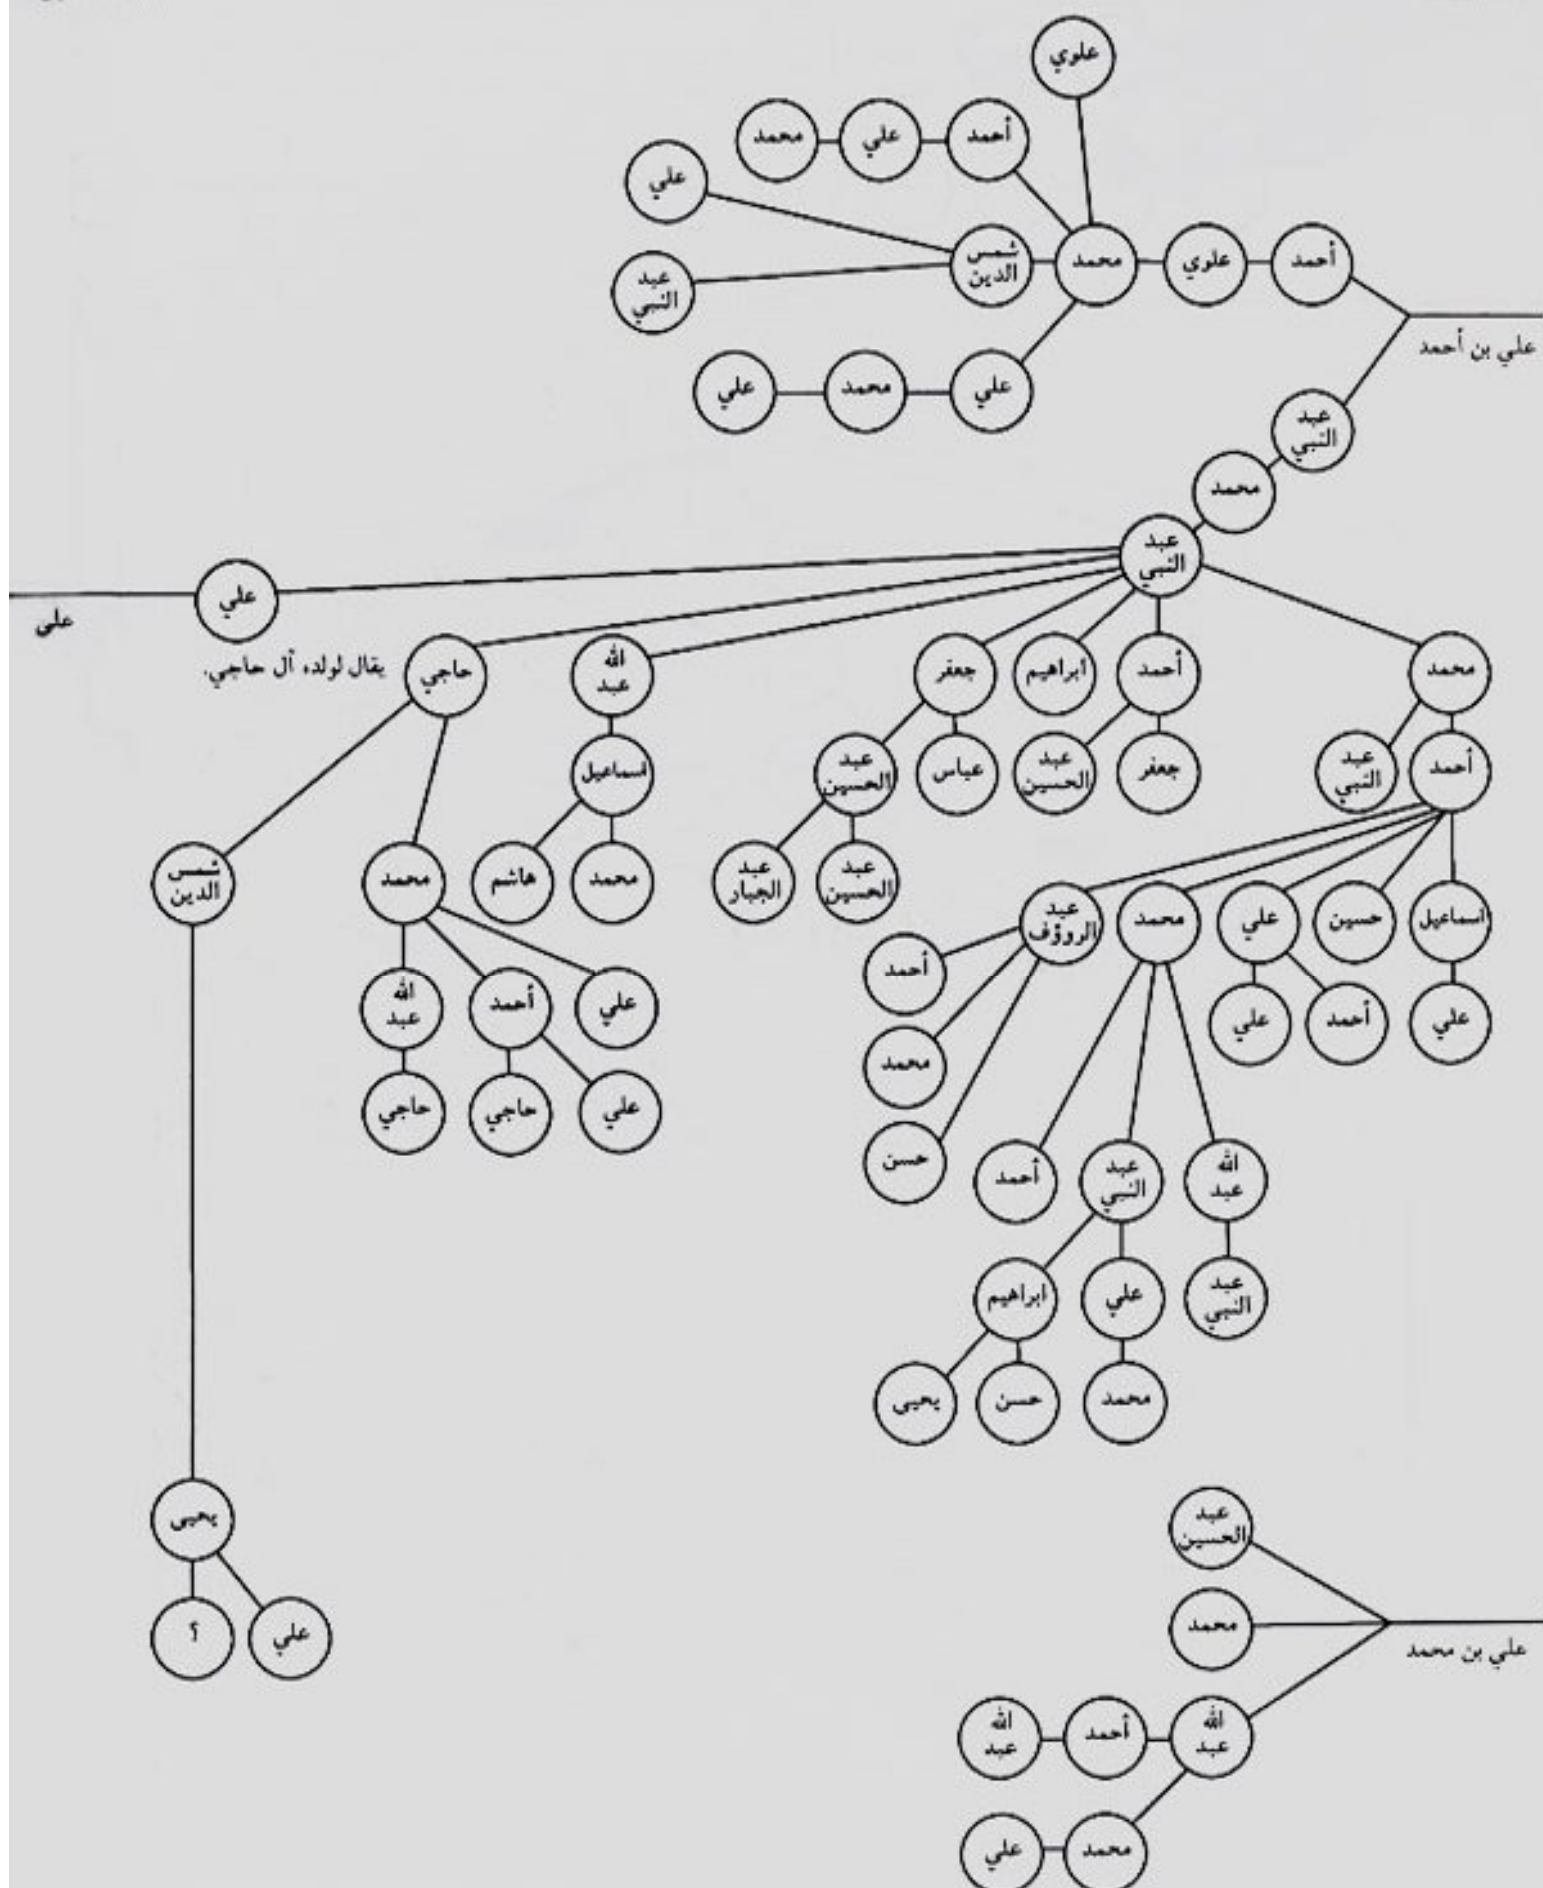 علوي
أحمد
علي
محمد
علي
أحمد
علوي
محمد
شمس
الدين
عبد
النبي
علي بن أحمد
علي
محمد
علي
عبد
النبي
محمد
عبد
النبي
علي
علي
محمد
أحمد
ابراهيم
جعفر
الله
عبد
حاجي
يقال لولده آل حاجي.
أحمد
عبد
النبي
جعفر
عبد
الحسين
عباس
عبد
الحسين
اسماعيل
عبد
الحسين
عبد
الجبار
محمد
هاشم
محمد
شمس
الدين
اسماعيل
حسين
علي
محمد
عبد
الروؤف
أحمد
علي
أحمد
علي
علي
أحمد
الله
عبد
محمد
علي
حاجي
حاجي
حسن
الله
عبد
عبد
النبي
أحمد
عبد
النبي
علي
ابراهيم
محمد
حسن
يحيى
يحيى
علي
؟
عبد
الحسين
محمد
علي بن محمد
الله
عبد
أحمد
الله
عبد
محمد
علي